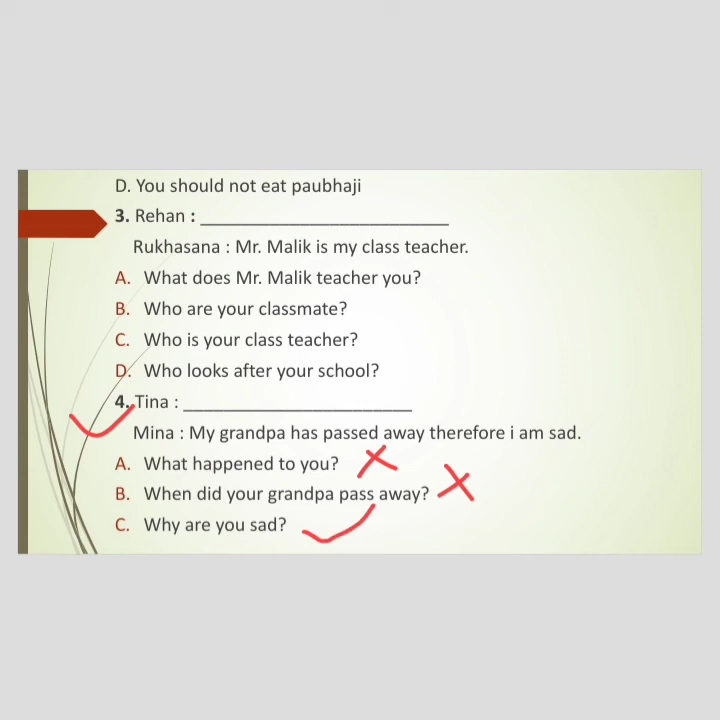 D. You should not eat paubhaji
3. Rehan : ___________________________
Rukhasana : Mr. Malik is my class teacher.
A. What does Mr. Malik teacher you?
B. Who are your classmate?
C. Who is your class teacher?
D. Who looks after your school?
4. Tina : _________________________
Mina : My grandpa has passed away therefore i am sad.
A. What happened to you?
B. When did your grandpa pass away?
C. Why are you sad?